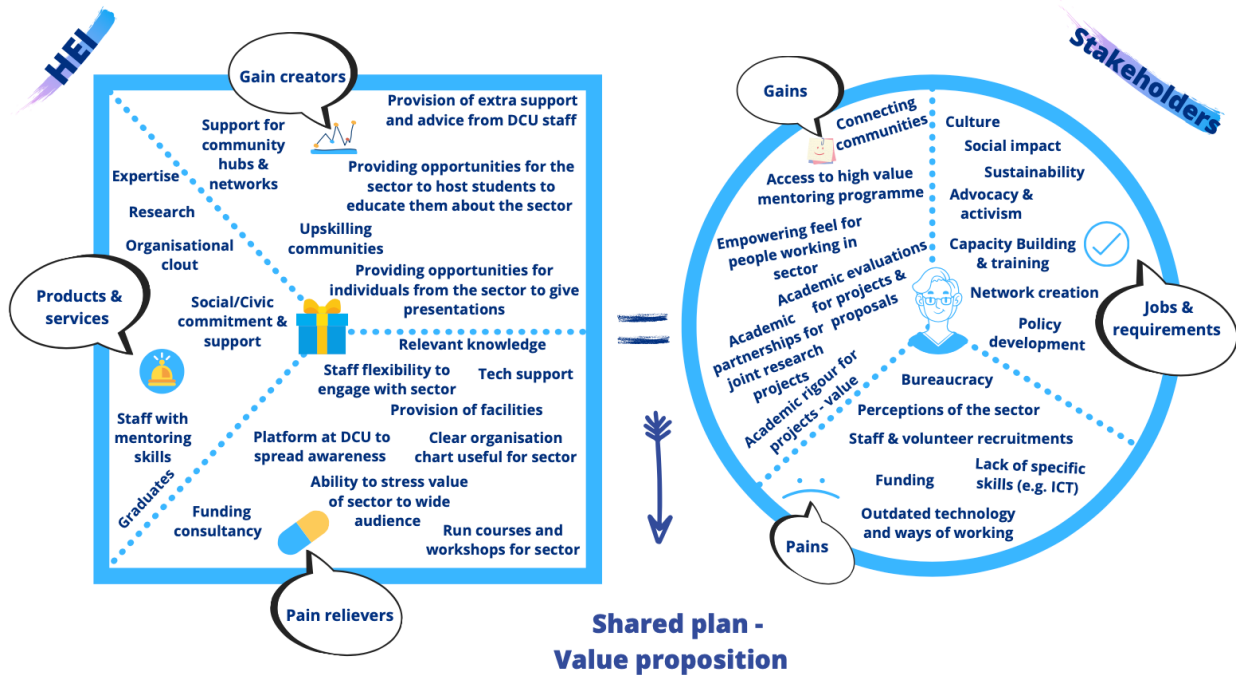 HEI
Gain creators
Provision of extra support
and advice from DCU staff
Support for
community
hubs &
networks
Providing opportunities for the
sector to host students to
educate them about the sector
Upskilling
communities
Providing opportunities for
individuals from the sector to give
presentations
Expertise
Research
Organisational
clout
Products &
services
Social/Civic
commitment &
support
Staff with
mentoring
skills
Graduates
Relevant knowledge
Staff flexibility to
engage with sector
Tech support
Provision of facilities
Platform at DCU to
spread awareness
Clear organisation
chart useful for sector
Ability to stress value
of sector to wide
audience
Funding
consultancy
Run courses and
workshops for sector
Pain relievers
=
Stakeholders
Gains
Connecting
communities
Access to high value
mentoring programme
Empowering feel for
people working in
sector
Academic evaluations
for projects &
proposals
Academic
partnerships for
joint research
projects
Academic rigour for
projects - value
Culture
Social impact
Sustainability
Advocacy &
activism
Capacity Building
& training
Network creation
Policy
development
Jobs &
requirements
Bureaucracy
Perceptions of the sector
Staff & volunteer recruitments
Funding
Lack of specific
skills (e.g. ICT)
Outdated technology
and ways of working
Pains
Shared plan -
Value proposition